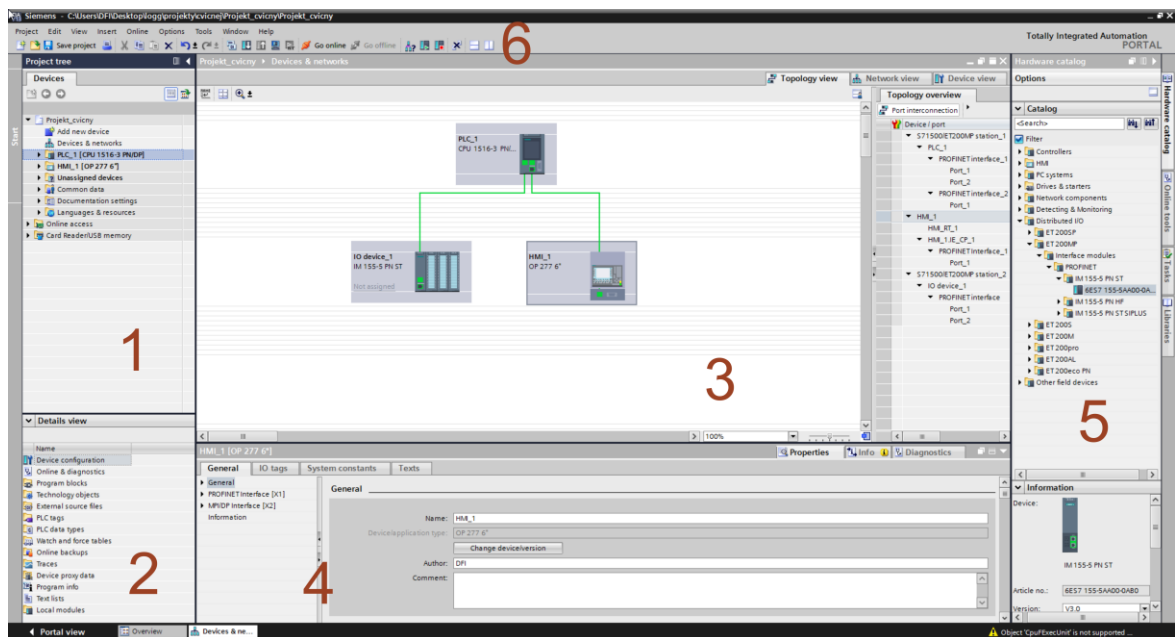 Siemens - C:\Users\DFI\Desktop\logg\projekty\cvicnej\Projekt_cvicny\Projekt_cvicny
Project Edit View Insert Online Options Tools Window Help
Totally Integrated Automation
PORTAL
Save project
Go online
Go offline
6
Project tree
Devices
Projekt_cvicny
Add new device
Devices & networks
PLC_1 [CPU 1516-3 PN/DP]
HMI_1 [OP 277 6"]
Unassigned devices
Common data
Documentation settings
Languages & resources
Online access
Card Reader/USB memory
Start
1
Details view
Name
Device configuration
Online & diagnostics
Program blocks
Technology objects
External source files
PLC tags
PLC data types
Watch and force tables
Online backups
Traces
Device proxy data
Program info
Text lists
Local modules
2
Projekt_cvicny
Devices & networks
Topology view
Network view
Device view
PLC_1
CPU 1516-3 PN/...
IO device_1
IM 155-5 PN ST
Not assigned
HMI_1
OP 277 6"
3
100%
Topology overview
Port interconnection
Device / port
S71500/ET200MP station_1
PLC_1
PROFINET interface_1
Port_1
Port_2
PROFINET interface_2
Port_1
HMI_1
HMI_RT_1
HMI_1.IE_CP_1
PROFINET Interface_1
Port_1
S71500/ET200MP station_2
IO device_1
PROFINET interface
Port_1
Port_2
HMI_1 [OP 277 6"]
Properties
Info
Diagnostics
General
IO tags
System constants
Texts
General
PROFINET Interface [X1]
MPI/DP Interface [X2]
Information
4
General
Name:
HMI_1
Device/application type:
OP 277 6"
Change device/version
Author:
DFI
Comment:
Hardware catalog
Options
Catalog
<Search>
Filter
Controllers
HMI
PC systems
Drives & starters
Network components
Detecting & Monitoring
Distributed I/O
ET 200SP
ET 200MP
Interface modules
PROFINET
IM 155-5 PN ST
6ES7 155-5AA00-0A...
IM 155-5 PN HF
IM 155-5 PN ST SIPLUS
ET 200S
ET 200M
ET 200pro
ET 200AL
ET 200eco PN
Other field devices
5
Information
Device:
IM 155-5 PN ST
Article no.:
6ES7 155-5AA00-0AB0
Version:
V3.0
Hardware catalog
Online tools
Tasks
Libraries
Portal view
Overview
Devices & ne...
Object 'CpuFExecUnit' is not supported ...